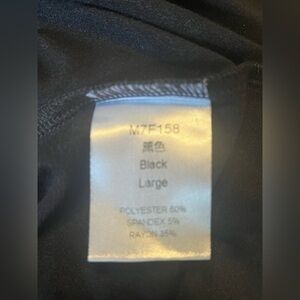 M7F158
黑色
Black
Large
POLYESTER 60%
SPANDEX 5%
RAYON 35%